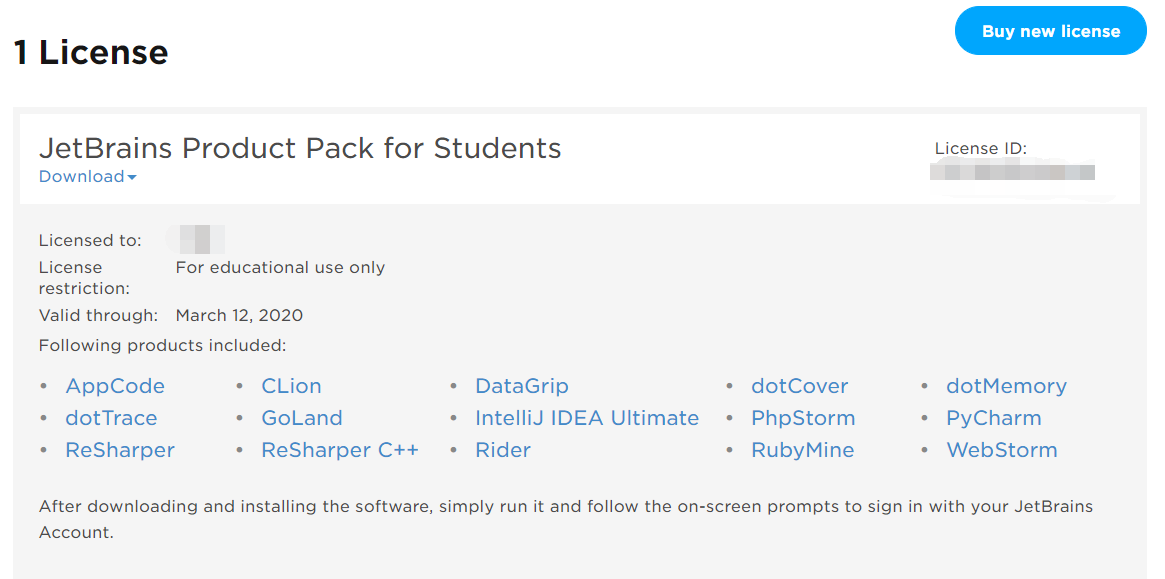 Buy new license
1 License
JetBrains Product Pack for Students
Download
License ID:
Licensed to:
License For educational use only
restriction:
Valid through: March 12, 2020
Following products included:
• AppCode • CLion • DataGrip • dotCover • dotMemory
• dotTrace • GoLand • IntelliJ IDEA Ultimate • PhpStorm • PyCharm
• ReSharper • ReSharper C++ • Rider • RubyMine • WebStorm
After downloading and installing the software, simply run it and follow the on-screen prompts to sign in with your JetBrains
Account.